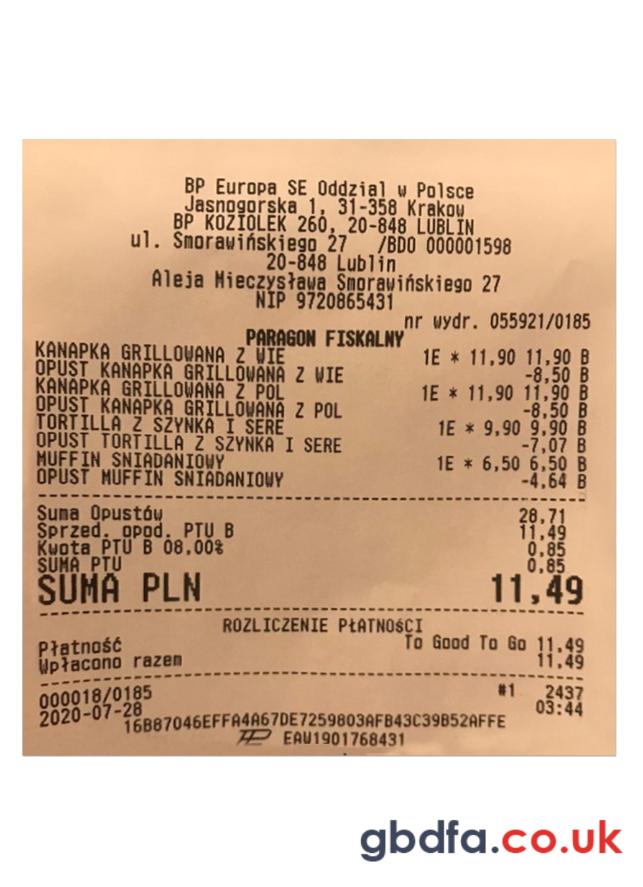 BP Europa SE Oddzial w Polsce
Jasnogorska 1, 31-358 Krakow
BP KOZIOLEK 260, 20-848 LUBLIN
ul. Smorawińskiego 27 /BDO 000001598
20-848 Lublin
Aleja Mieczysława Smorawińskiego 27
NIP 9720865431
nr wydr. 055921/0185
PARAGON FISKALNY
KANAPKA GRILLOWANA Z WIE 1E * 11,90 11,90 B
OPUST KANAPKA GRILLOWANA Z WIE -8,50 B
KANAPKA GRILLOWANA Z POL 1E * 11,90 11,90 B
OPUST KANAPKA GRILLOWANA Z POL -8,50 B
TORTILLA Z SZYNKA I SERE 1E * 9,90 9,90 B
OPUST TORTILLA Z SZYNKA I SERE -7,07 B
MUFFIN SNIADANIOWY 1E * 6,50 6,50 B
OPUST MUFFIN SNIADANIOWY -4,64 B
Suma Opustów 28,71
Sprzed. opod. PTU B 11,49
Kwota PTU B 08,00% 0,85
SUMA PTU 0,85
SUMA PLN 11,49
ROZLICZENIE PŁATNOŚCI
Płatność To Good To Go 11,49
Wpłacono razem 11,49
000018/0185 #1 2437
2020-07-28 03:44
16B87046EFFA4A67DE7259803AFB43C39B52AFFE
EAW1901768431
gbdfa.co.uk